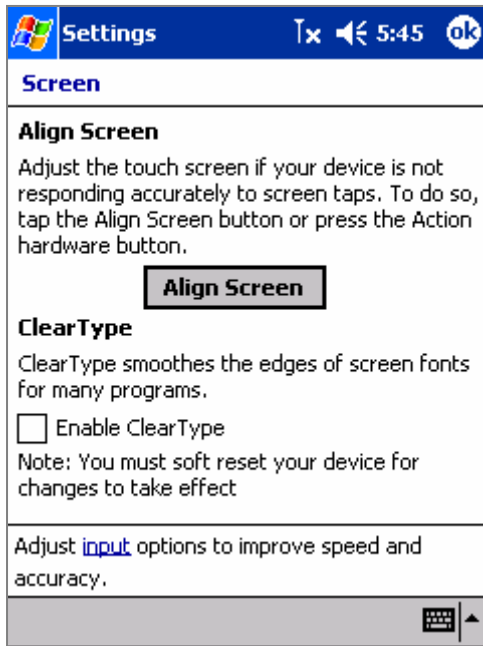 Settings 5:45 ok
Screen
Align Screen
Adjust the touch screen if your device is not
responding accurately to screen taps. To do so,
tap the Align Screen button or press the Action
hardware button.
Align Screen
ClearType
ClearType smoothes the edges of screen fonts
for many programs.
Enable ClearType
Note: You must soft reset your device for
changes to take effect
Adjust input options to improve speed and
accuracy.